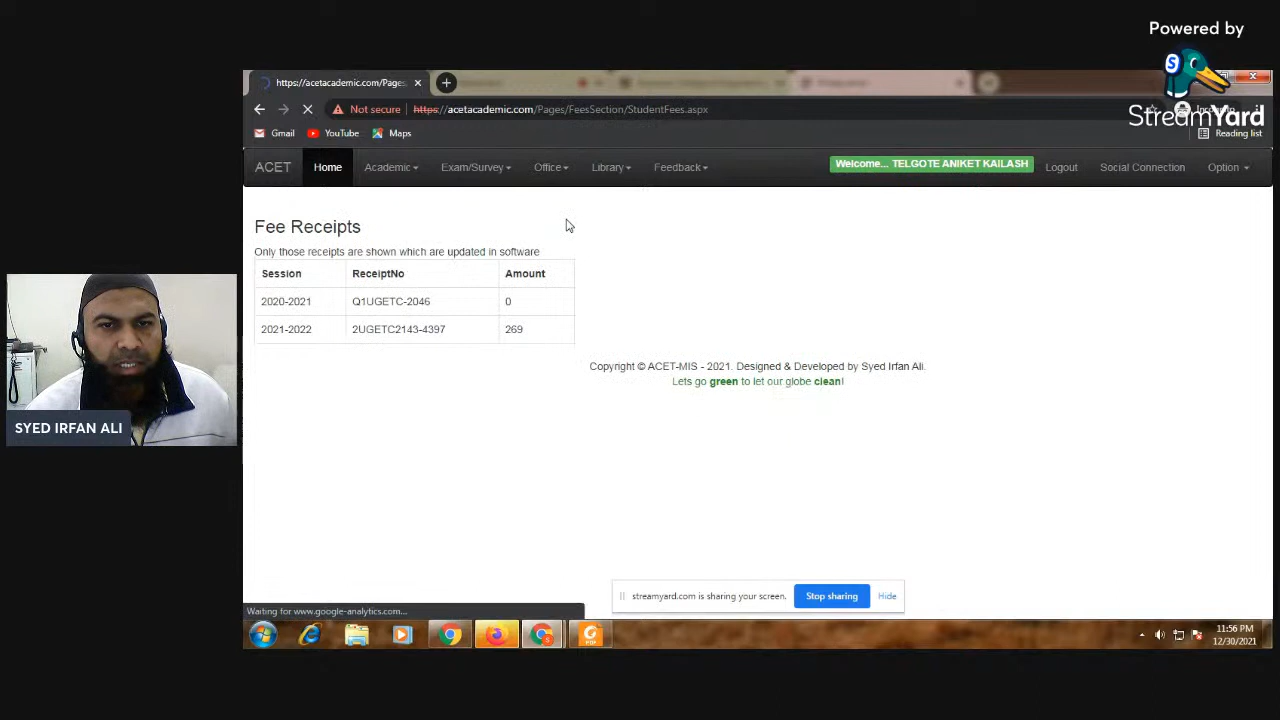 Powered by
StreamYard
https://acetacademic.com/Pages
Not secure https://acetacademic.com/Pages/FeesSection/StudentFees.aspx
Gmail YouTube Maps Reading list
ACET Home Academic Exam/Survey Office Library Feedback Welcome... TELGOTE ANIKET KAILASH Logout Social Connection Option
Fee Receipts
Only those receipts are shown which are updated in software
Session ReceiptNo Amount
2020-2021 Q1UGETC-2046 0
2021-2022 2UGETC2143-4397 269
Copyright © ACET-MIS - 2021. Designed & Developed by Syed Irfan Ali.
Lets go green to let our globe clean!
SYED IRFAN ALI
streamyard.com is sharing your screen. Stop sharing Hide
Waiting for www.google-analytics.com...
11:56 PM
12/30/2021